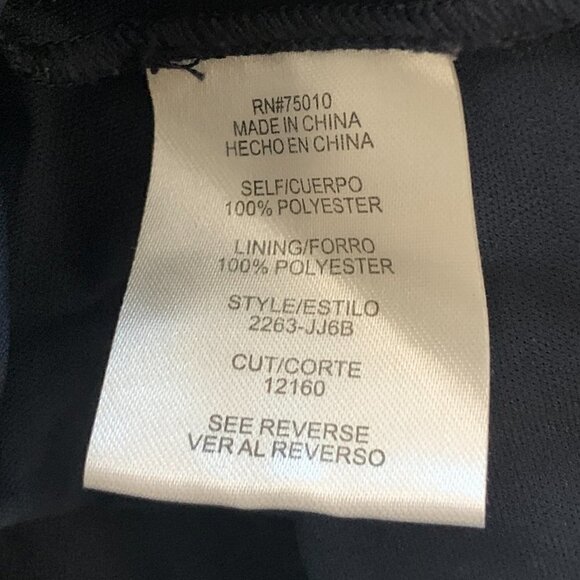 RN#75010
MADE IN CHINA
HECHO EN CHINA
SELF/CUERPO
100% POLYESTER
LINING/FORRO
100% POLYESTER
STYLE/ESTILO
2263-JJ6B
CUT/CORTE
12160
SEE REVERSE
VER AL REVERSO